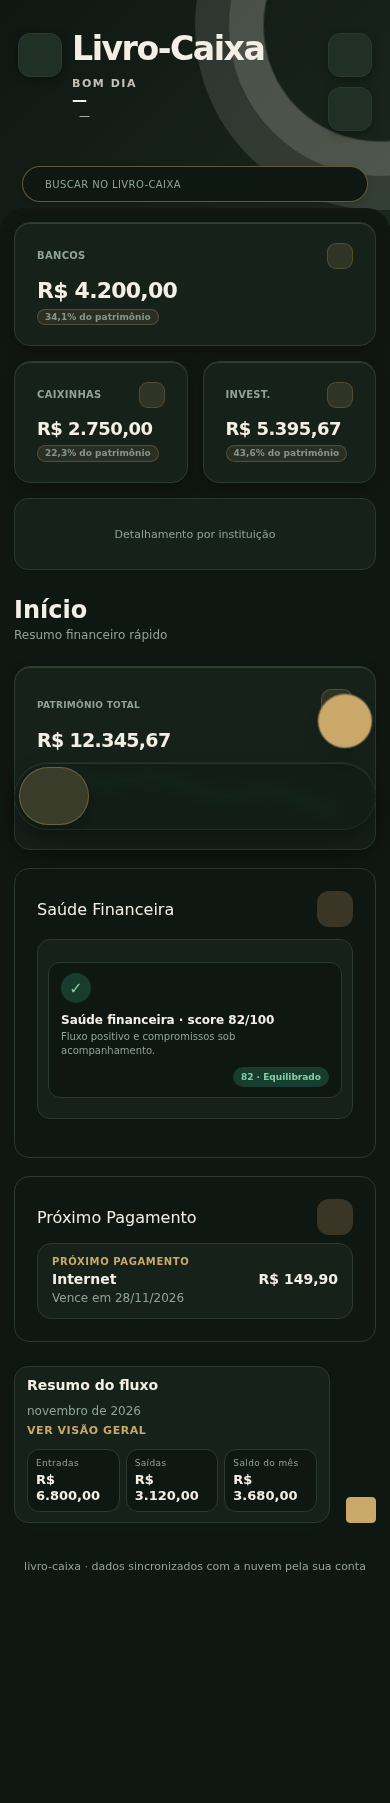 Livro-Caixa
BOM DIA
—
—
BUSCAR NO LIVRO-CAIXA
BANCOS
R$ 4.200,00
34,1% do patrimônio
CAIXINHAS
R$ 2.750,00
22,3% do patrimônio
INVEST.
R$ 5.395,67
43,6% do patrimônio
Detalhamento por instituição
Início
Resumo financeiro rápido
PATRIMÔNIO TOTAL
R$ 12.345,67
Saúde Financeira
✓
Saúde financeira · score 82/100
Fluxo positivo e compromissos sob
acompanhamento.
82 · Equilibrado
Próximo Pagamento
PRÓXIMO PAGAMENTO
Internet R$ 149,90
Vence em 28/11/2026
Resumo do fluxo
novembro de 2026
VER VISÃO GERAL
Entradas
R$
6.800,00
Saídas
R$
3.120,00
Saldo do mês
R$
3.680,00
livro-caixa · dados sincronizados com a nuvem pela sua conta